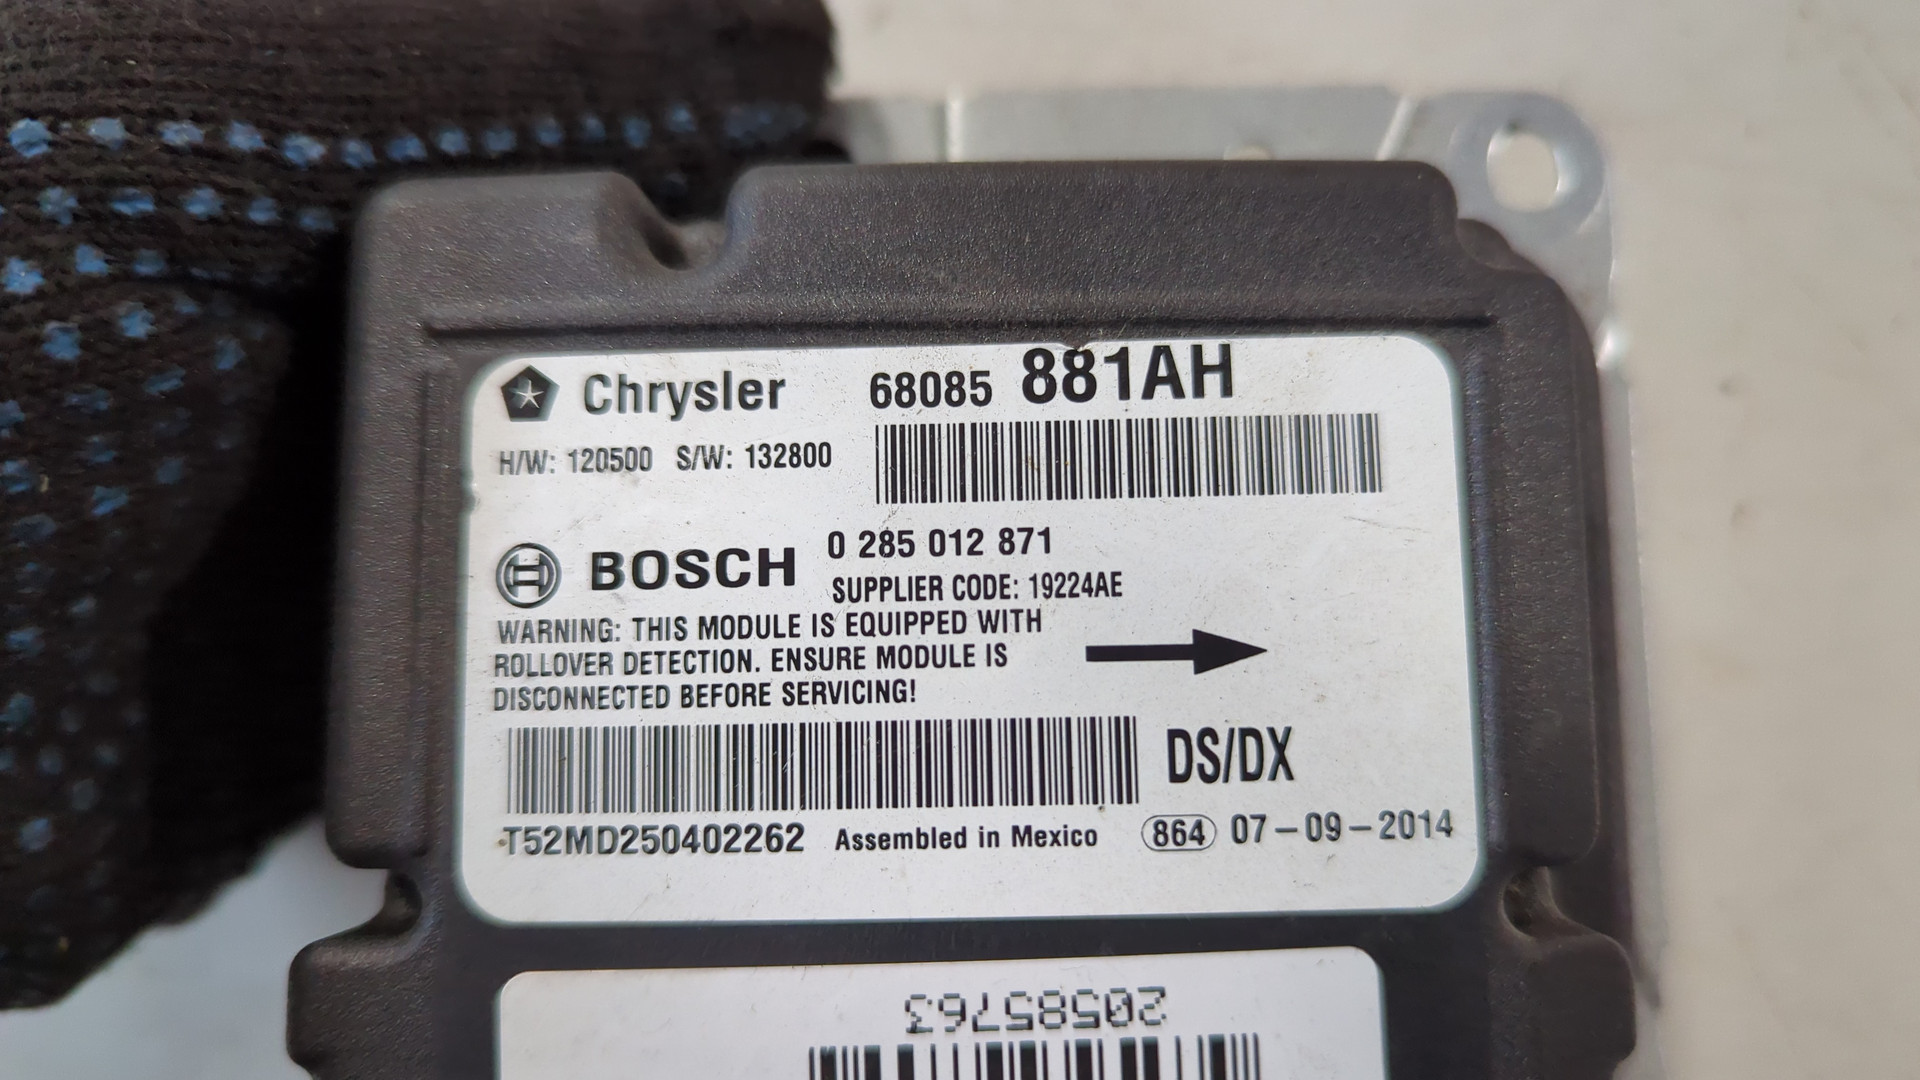 Chrysler 68085 881AH
H/W: 120500 S/W: 132800
BOSCH 0 285 012 871
SUPPLIER CODE: 19224AE
WARNING: THIS MODULE IS EQUIPPED WITH
ROLLOVER DETECTION. ENSURE MODULE IS
DISCONNECTED BEFORE SERVICING!
DS/DX
T52MD250402262 Assembled in Mexico 864 07-09-2014
20585763